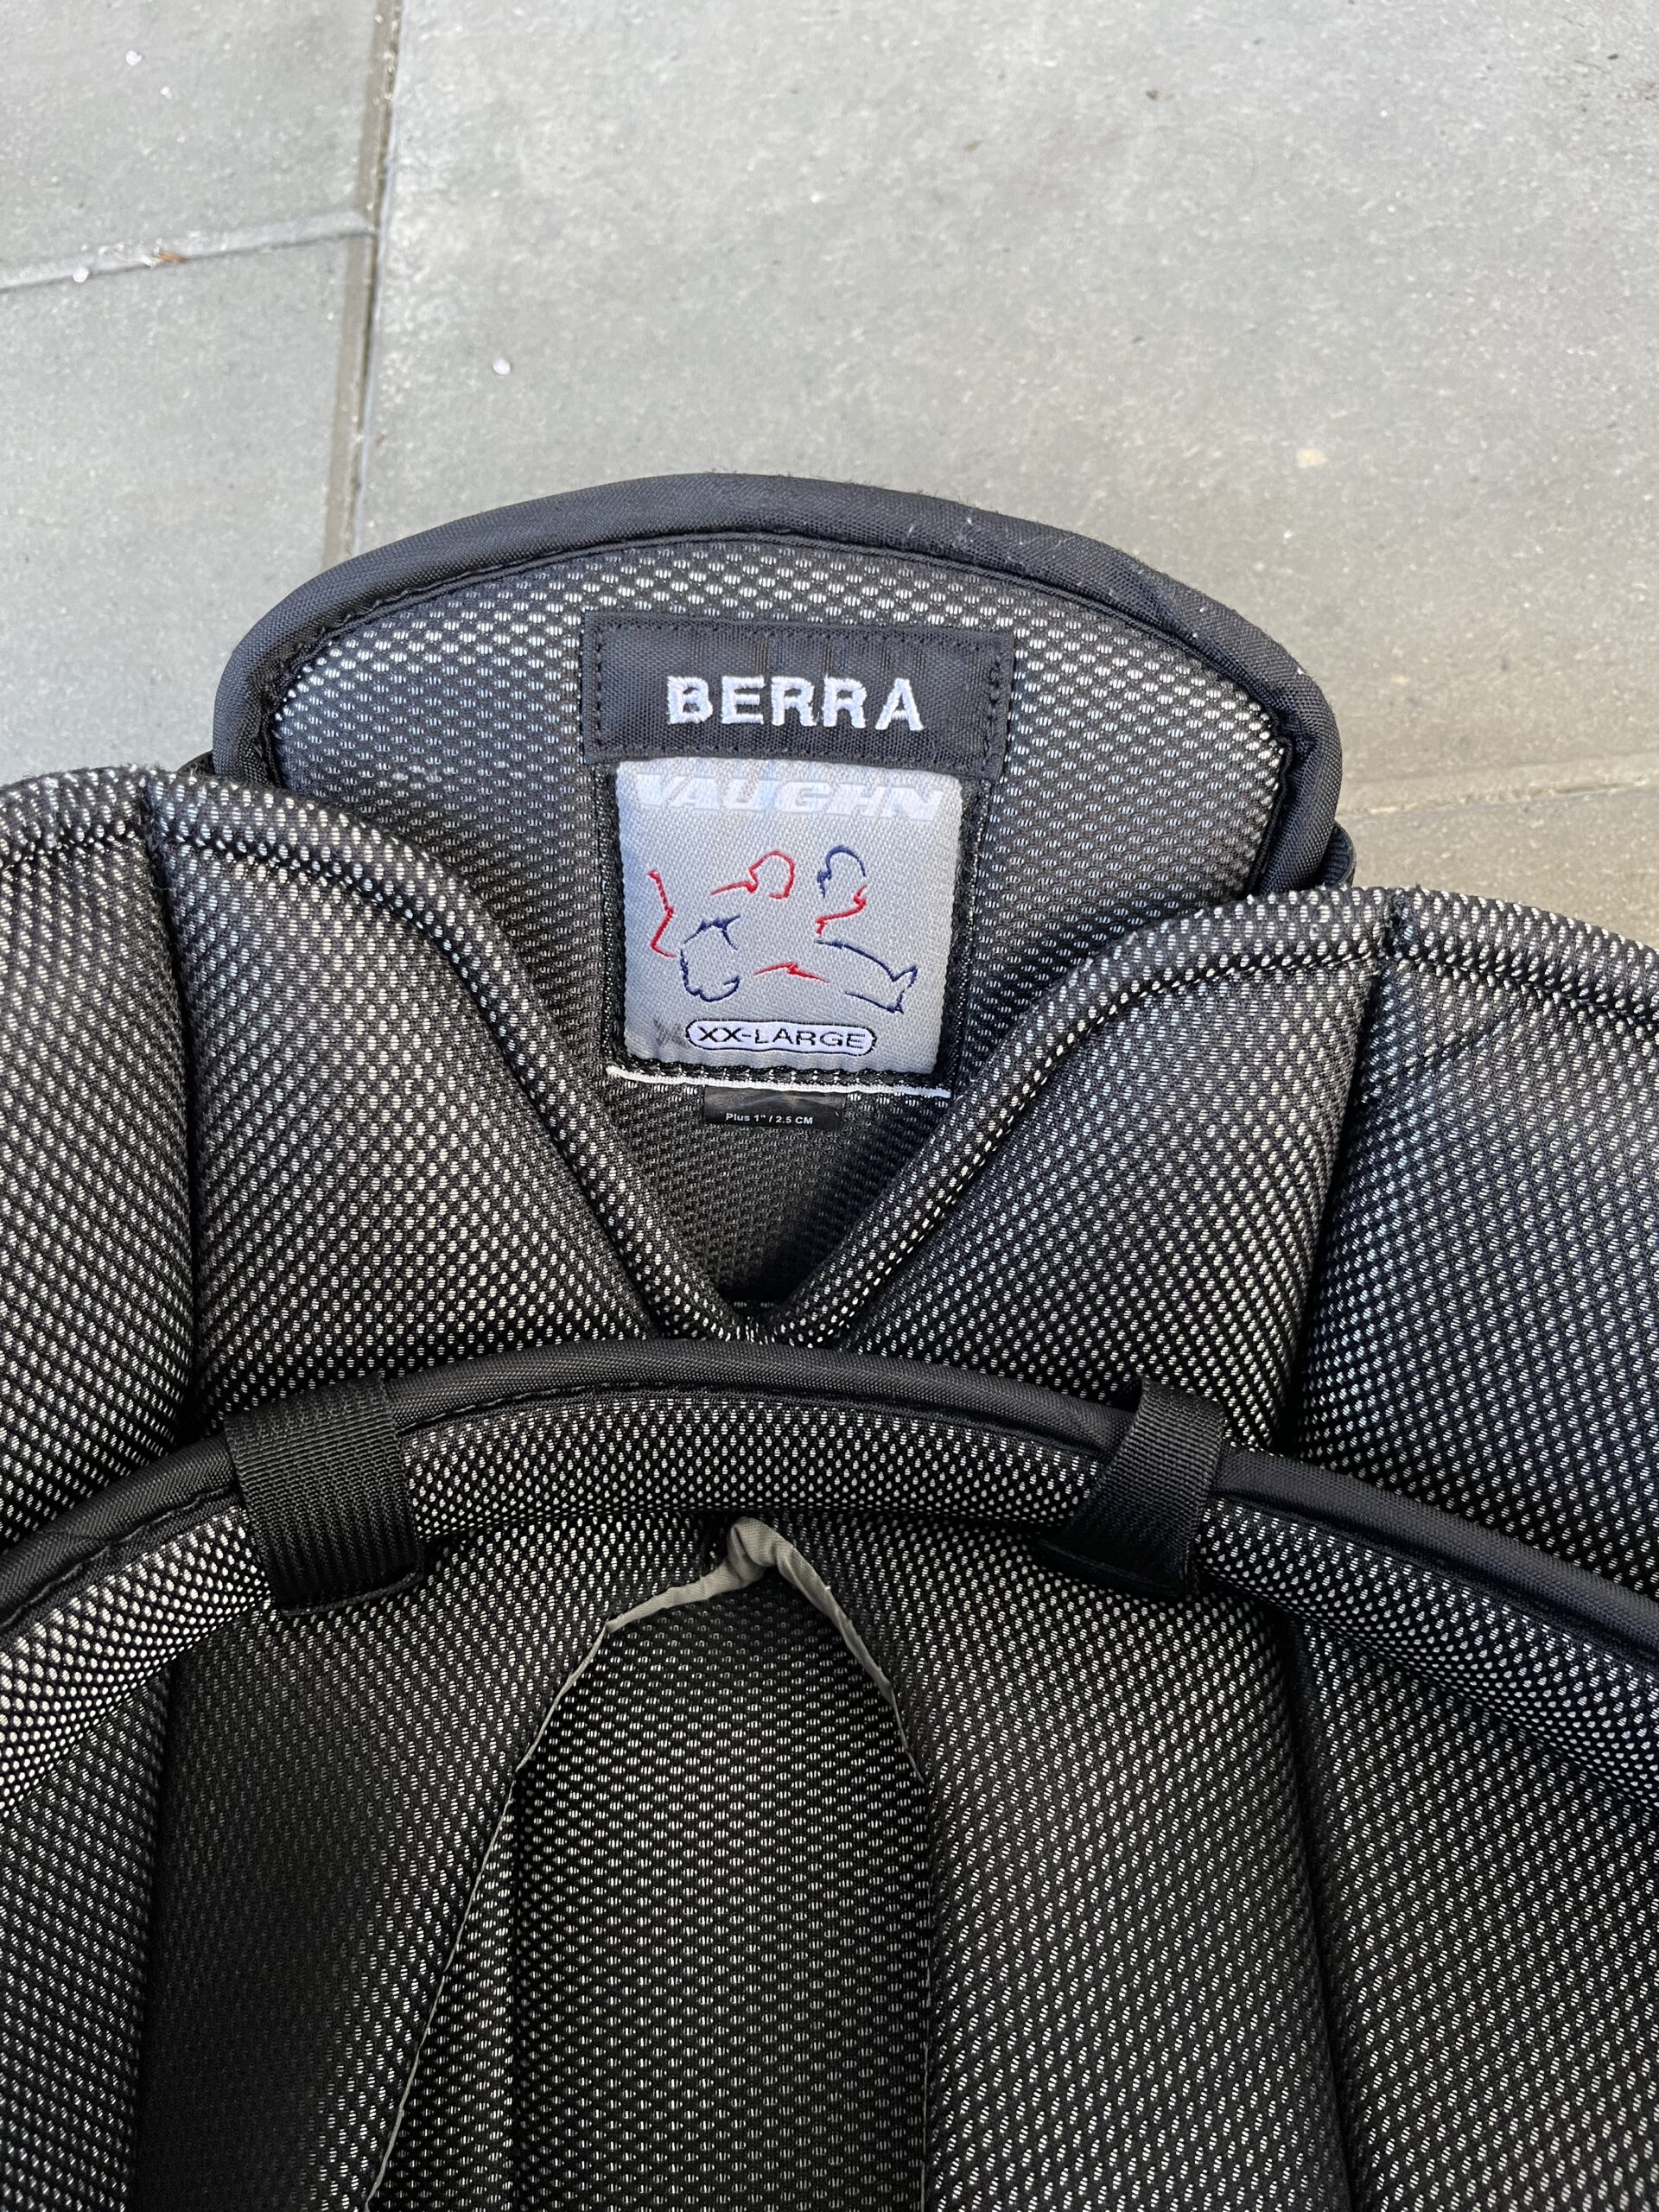 BERRA
VAUGHN
XX-LARGE
Plus 1" / 2.5 CM